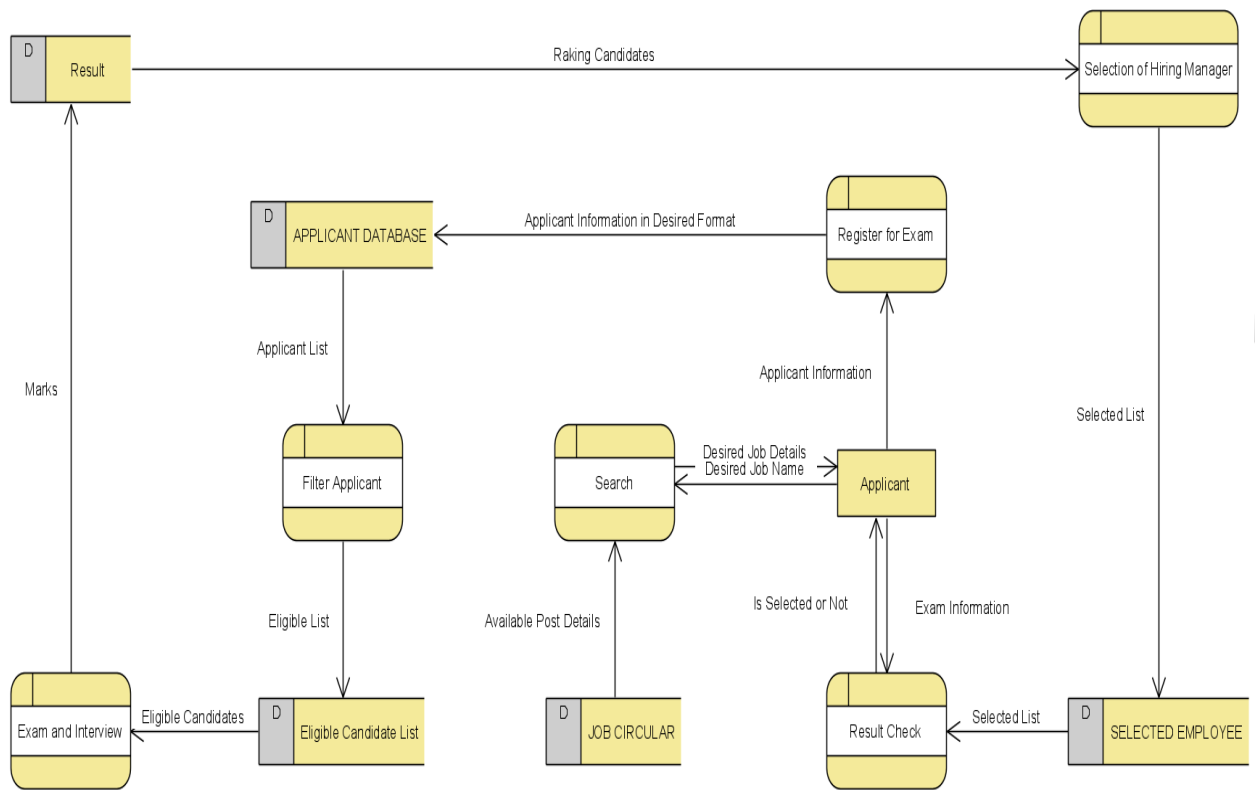 D
Result
Raking Candidates
Selection of Hiring Manager
D
APPLICANT DATABASE
Applicant Information in Desired Format
Register for Exam
Applicant List
Applicant Information
Marks
Selected List
Filter Applicant
Search
Desired Job Details
Desired Job Name
Applicant
Eligible List
Available Post Details
Is Selected or Not
Exam Information
Exam and Interview
Eligible Candidates
D
Eligible Candidate List
D
JOB CIRCULAR
Result Check
Selected List
D
SELECTED EMPLOYEE